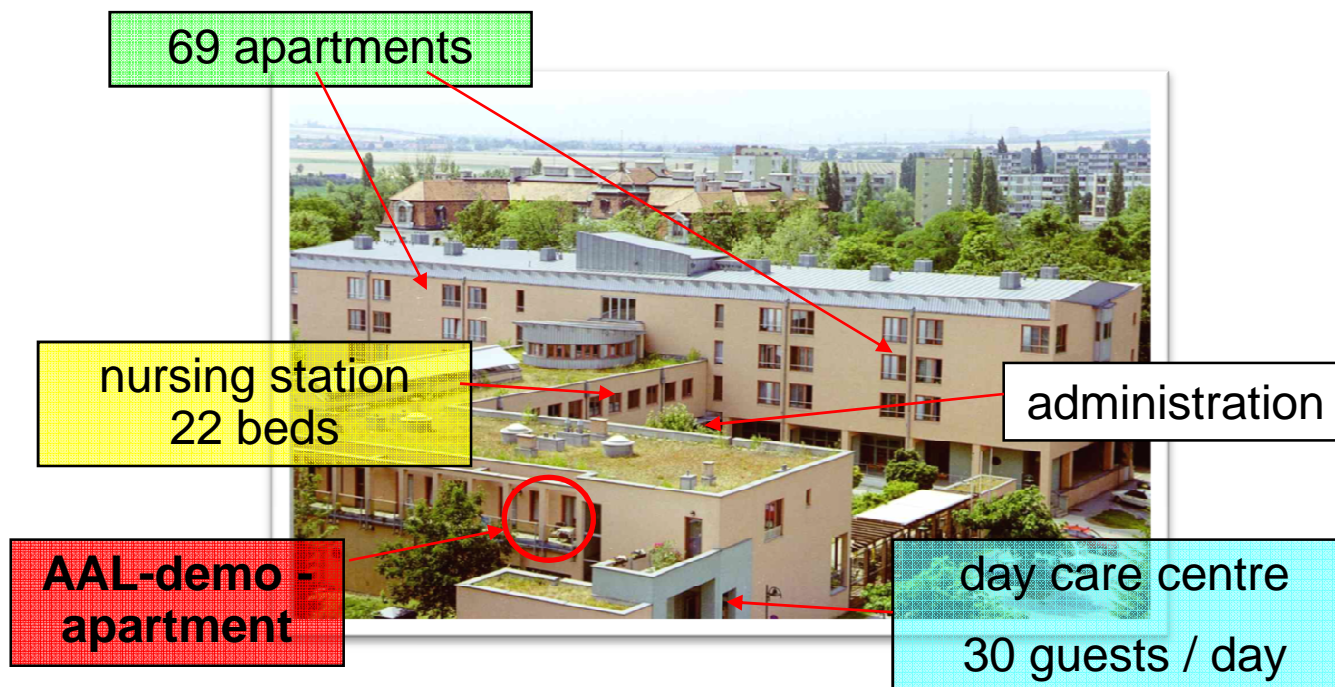 69 apartments
nursing station
22 beds
administration
AAL-demo -
apartment
day care centre
30 guests / day